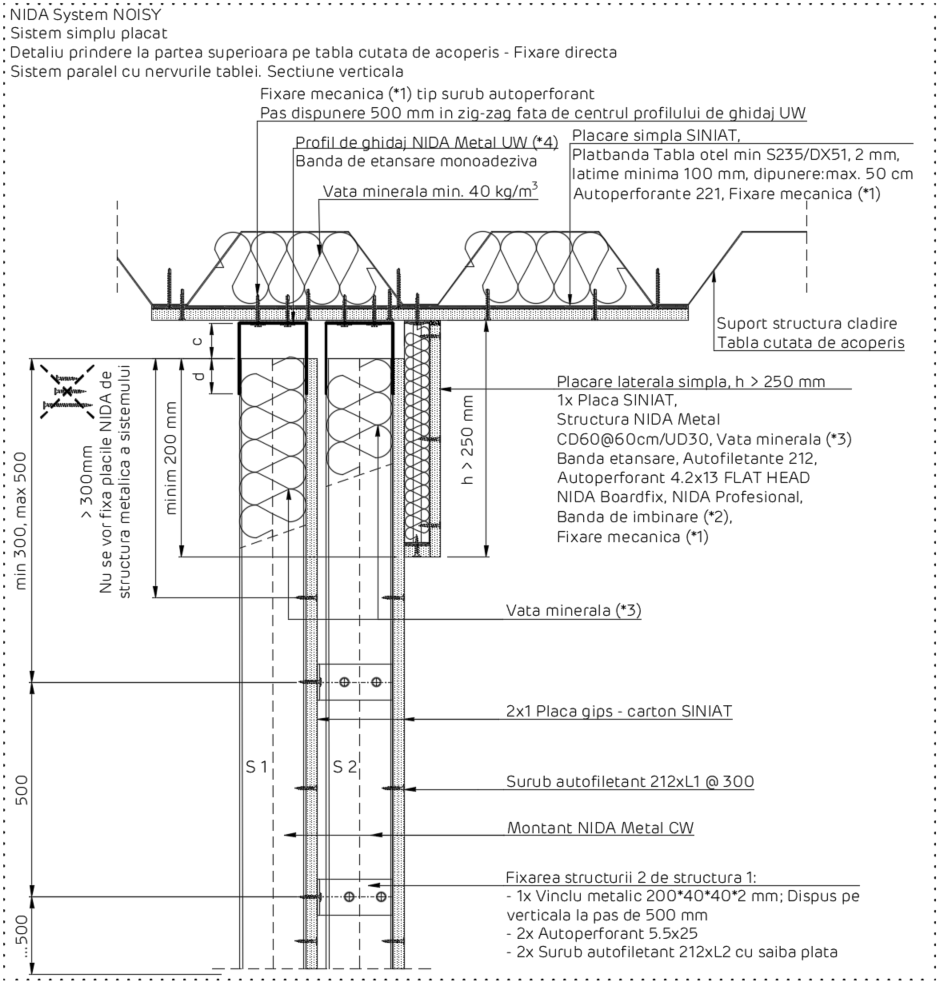 NIDA System NOISY
Sistem simplu placat
Detaliu prindere la partea superioara pe tabla cutata de acoperis - Fixare directa
Sistem paralel cu nervurile tablei. Sectiune verticala
Fixare mecanica (*1) tip surub autoperforant
Pas dispunere 500 mm in zig-zag fata de centrul profilului de ghidaj UW
Profil de ghidaj NIDA Metal UW (*4)
Banda de etansare monoadeziva
Vata minerala min. 40 kg/m³
Placare simpla SINIAT,
Platbanda Tabla otel min S235/DX51, 2 mm,
latime minima 100 mm, dipunere:max. 50 cm
Autoperforante 221, Fixare mecanica (*1)
Suport structura cladire
Tabla cutata de acoperis
c
d
min 300, max 500
> 300mm
Nu se vor fixa placile NIDA de
structura metalica a sistemului
minim 200 mm
h > 250 mm
Placare laterala simpla, h > 250 mm
1x Placa SINIAT,
Structura NIDA Metal
CD60@60cm/UD30, Vata minerala (*3)
Banda etansare, Autofiletante 212,
Autoperforant 4.2x13 FLAT HEAD
NIDA Boardfix, NIDA Profesional,
Banda de imbinare (*2),
Fixare mecanica (*1)
Vata minerala (*3)
2x1 Placa gips - carton SINIAT
S 1
S 2
500
Surub autofiletant 212xL1 @ 300
Montant NIDA Metal CW
Fixarea structurii 2 de structura 1:
- 1x Vinclu metalic 200*40*40*2 mm; Dispus pe
verticala la pas de 500 mm
- 2x Autoperforant 5.5x25
- 2x Surub autofiletant 212xL2 cu saiba plata
...500